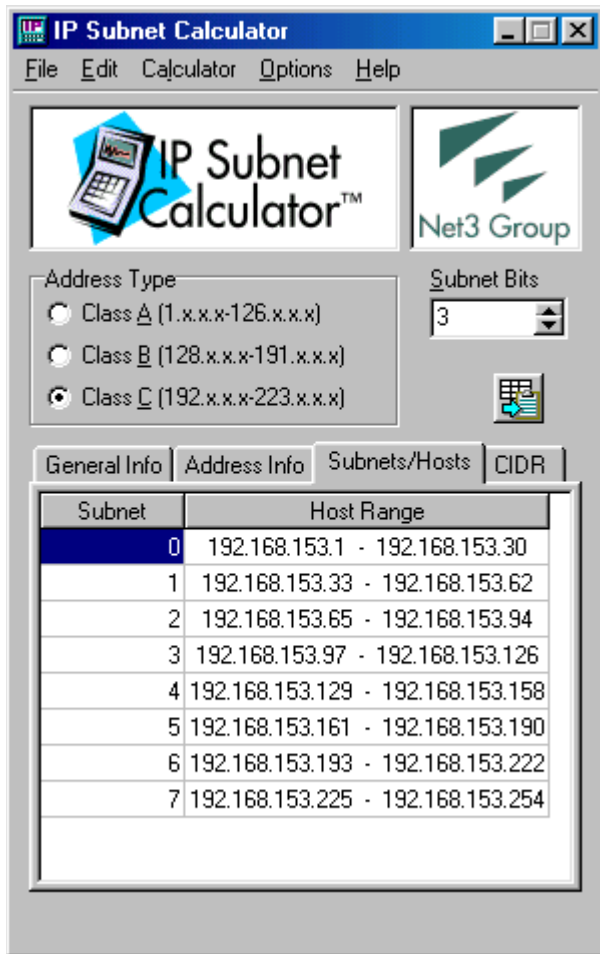 IP Subnet Calculator
File Edit Calculator Options Help
IP Subnet
Calculator™
Net3 Group
Address Type
Subnet Bits
Class A (1.x.x.x-126.x.x.x)
3
Class B (128.x.x.x-191.x.x.x)
Class C (192.x.x.x-223.x.x.x)
General Info Address Info Subnets/Hosts CIDR
Subnet Host Range
0 192.168.153.1 - 192.168.153.30
1 192.168.153.33 - 192.168.153.62
2 192.168.153.65 - 192.168.153.94
3 192.168.153.97 - 192.168.153.126
4 192.168.153.129 - 192.168.153.158
5 192.168.153.161 - 192.168.153.190
6 192.168.153.193 - 192.168.153.222
7 192.168.153.225 - 192.168.153.254